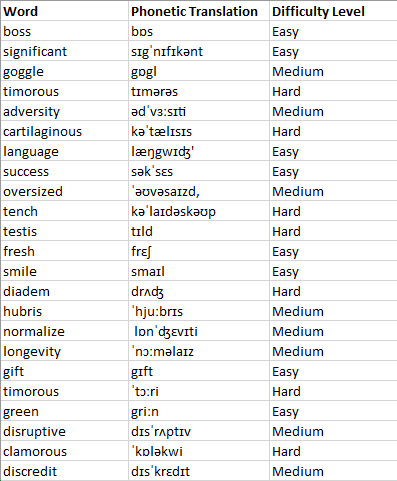 Word Phonetic Translation Difficulty Level
boss bɒs Easy
significant sɪgˈnɪfɪkənt Easy
goggle gɒgl Medium
timorous tɪmərəs Hard
adversity ədˈvɜːsɪti Medium
cartilaginous kəˈtælɪsɪs Hard
language læŋgwɪʤ' Easy
success səkˈsɛs Easy
oversized ˈəʊvəsaɪzd, Medium
tench kəˈlaɪdəskəʊp Hard
testis tɪld Hard
fresh frɛʃ Easy
smile smaɪl Easy
diadem drʌʤ Hard
hubris ˈhjuːbrɪs Medium
normalize lɒnˈʤɛvɪti Medium
longevity ˈnɔːməlaɪz Medium
gift gɪft Easy
timorous ˈtɔːri Hard
green griːn Easy
disruptive dɪsˈrʌptɪv Medium
clamorous ˈkɒləkwi Hard
discredit dɪsˈkrɛdɪt Medium